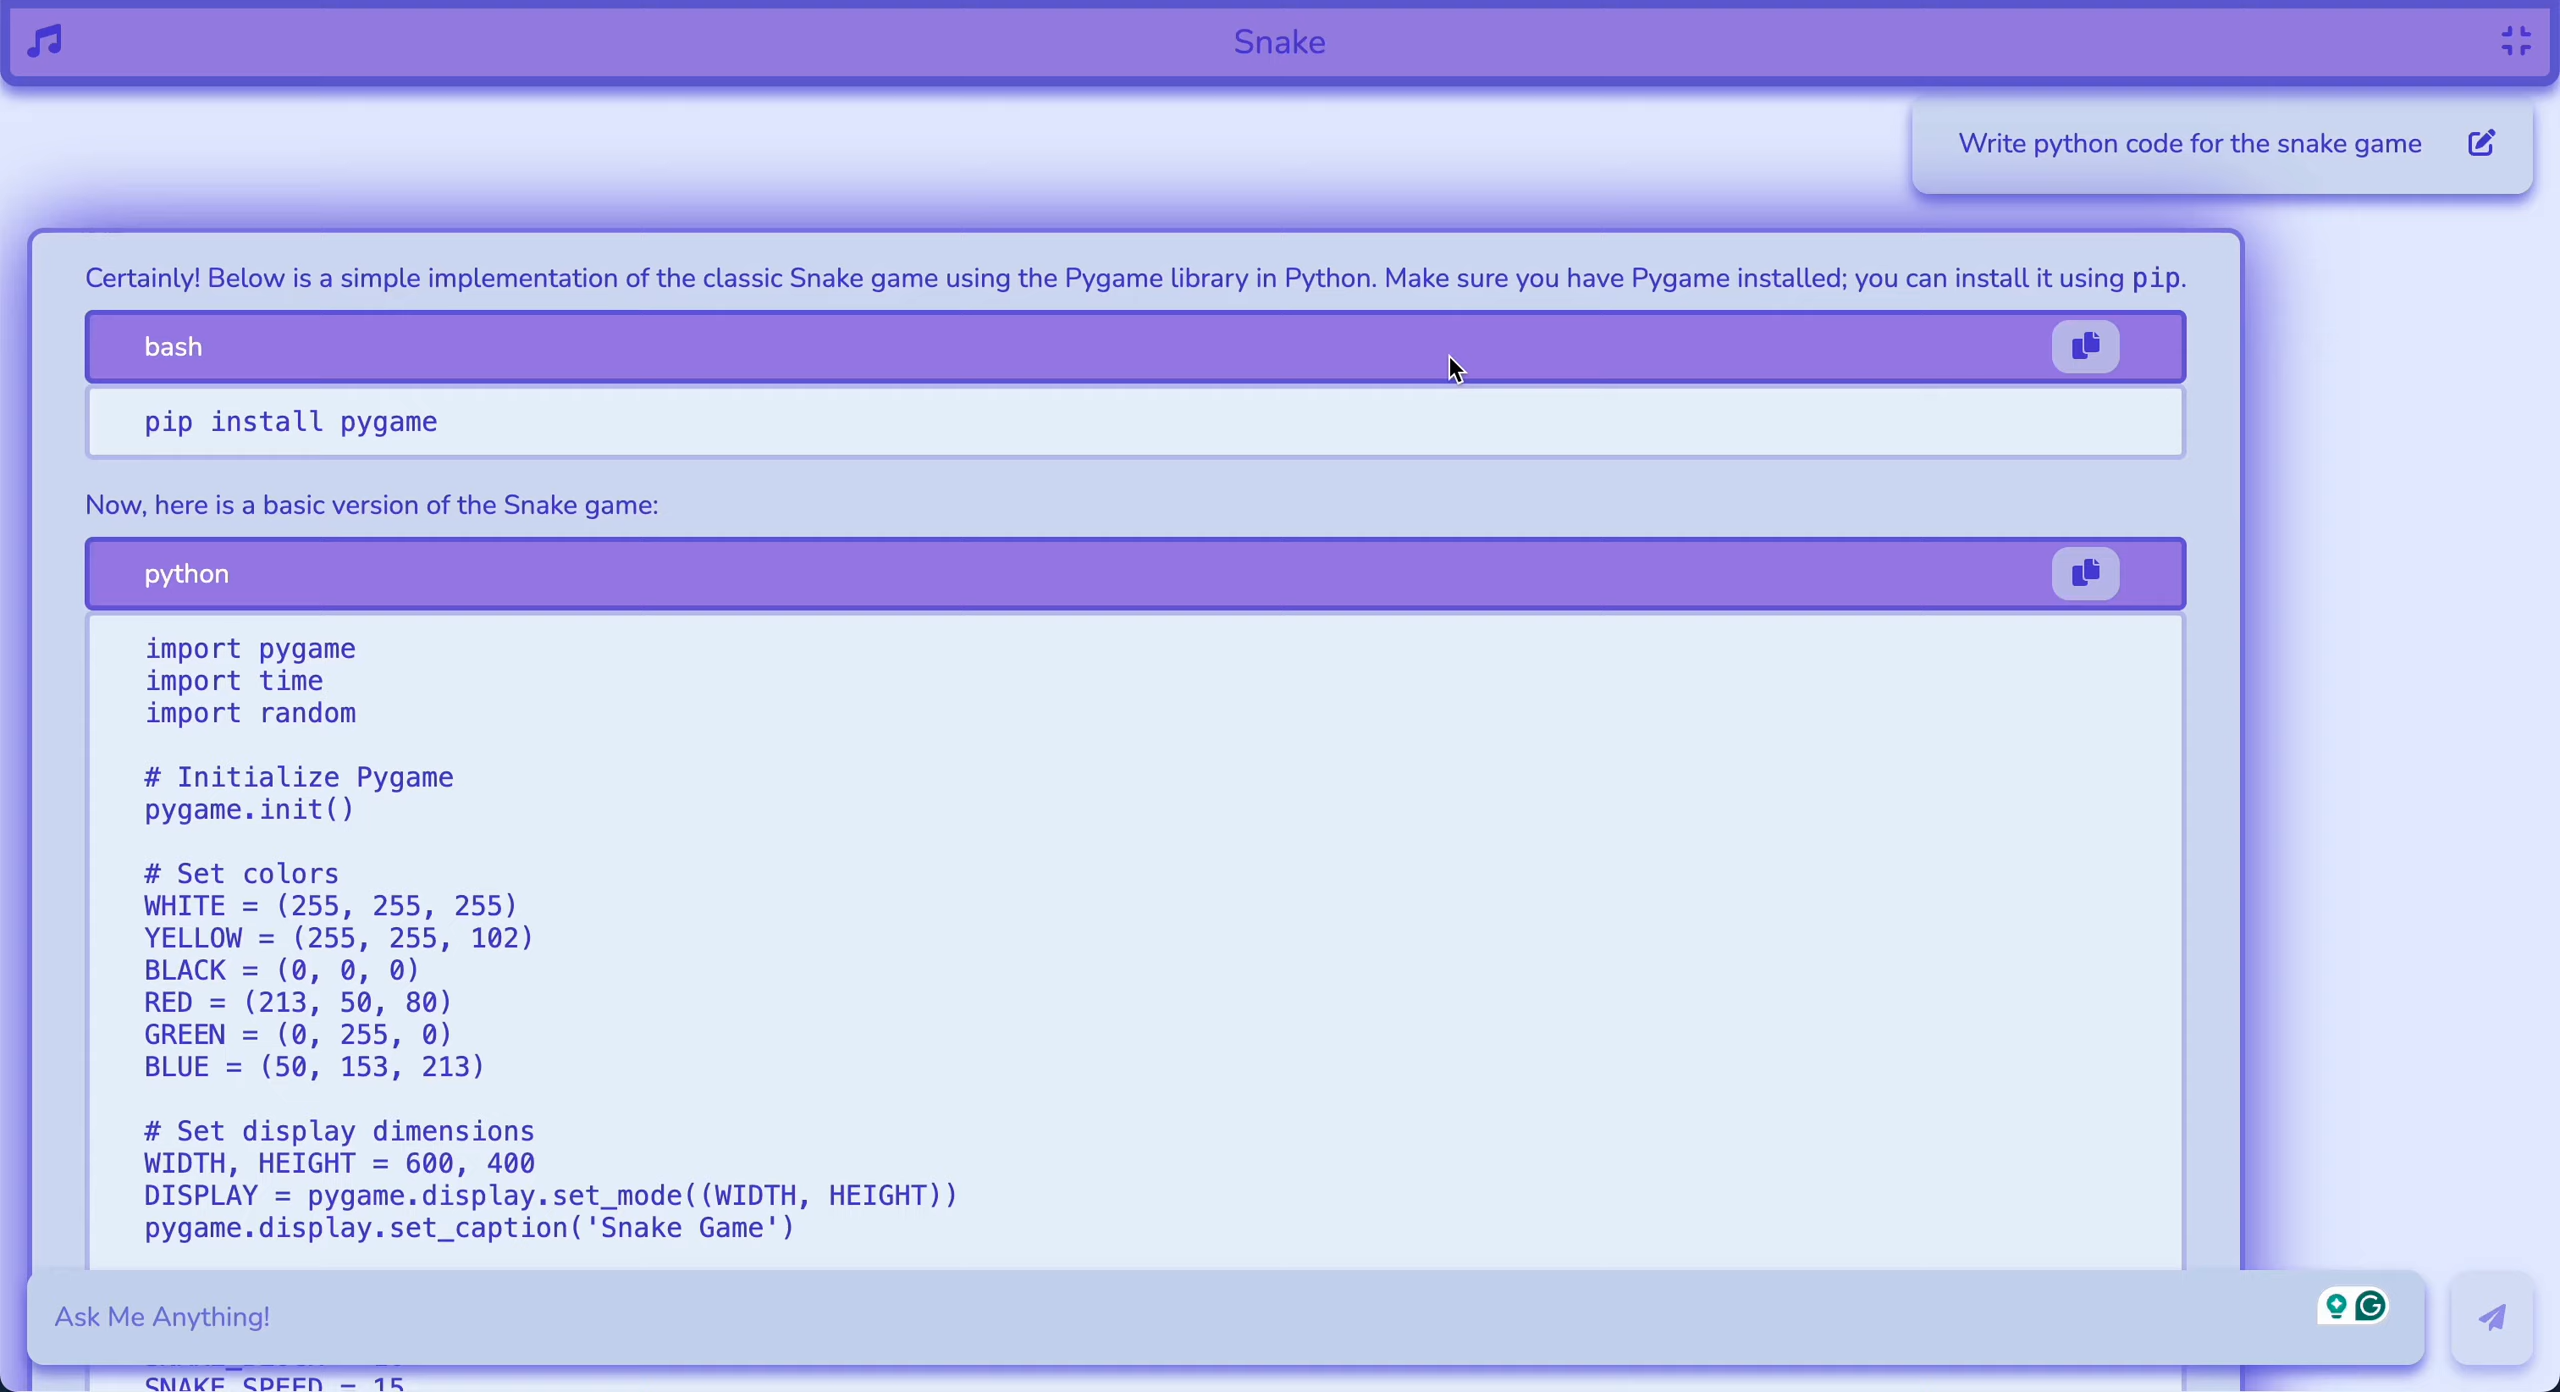 Snake
Write python code for the snake game
Certainly! Below is a simple implementation of the classic Snake game using the Pygame library in Python. Make sure you have Pygame installed; you can install it using pip.
bash
pip install pygame
Now, here is a basic version of the Snake game:
python
import pygame
import time
import random
# Initialize Pygame
pygame.init()
# Set colors
WHITE = (255, 255, 255)
YELLOW = (255, 255, 102)
BLACK = (0, 0, 0)
RED = (213, 50, 80)
GREEN = (0, 255, 0)
BLUE = (50, 153, 213)
# Set display dimensions
WIDTH, HEIGHT = 600, 400
DISPLAY = pygame.display.set_mode((WIDTH, HEIGHT))
pygame.display.set_caption('Snake Game')
Ask Me Anything!
SNAKE_SPEED = 15